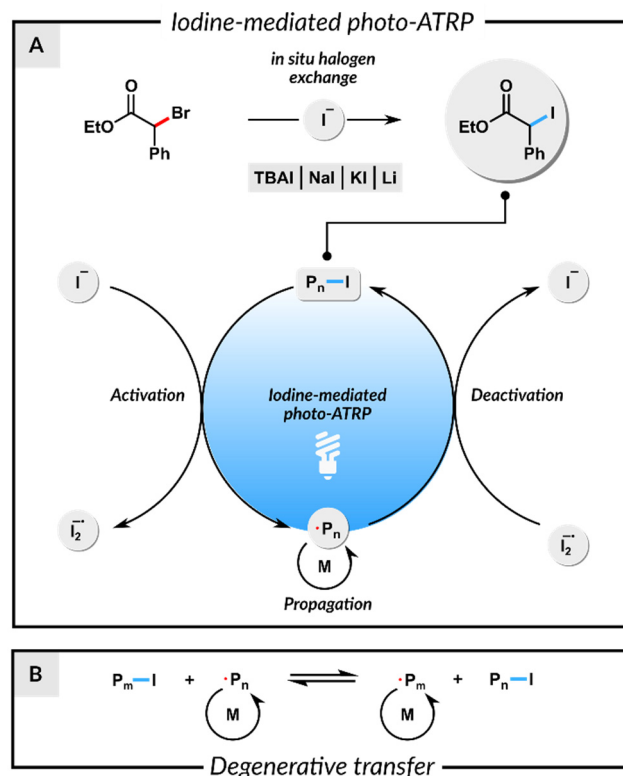 Iodine-mediated photo-ATRP
A
in situ halogen
exchange
O
Br
EtO
Ph
I⁻
O
I
EtO
Ph
TBAI | NaI | KI | Li
I⁻
Pₙ—I
I⁻
Activation
Iodine-mediated
photo-ATRP
Deactivation
I₂⁻·
·Pₙ
I₂⁻·
M
Propagation
B
Pₘ—I + ·Pₙ ⇌ ·Pₘ + Pₙ—I
M
M
Degenerative transfer